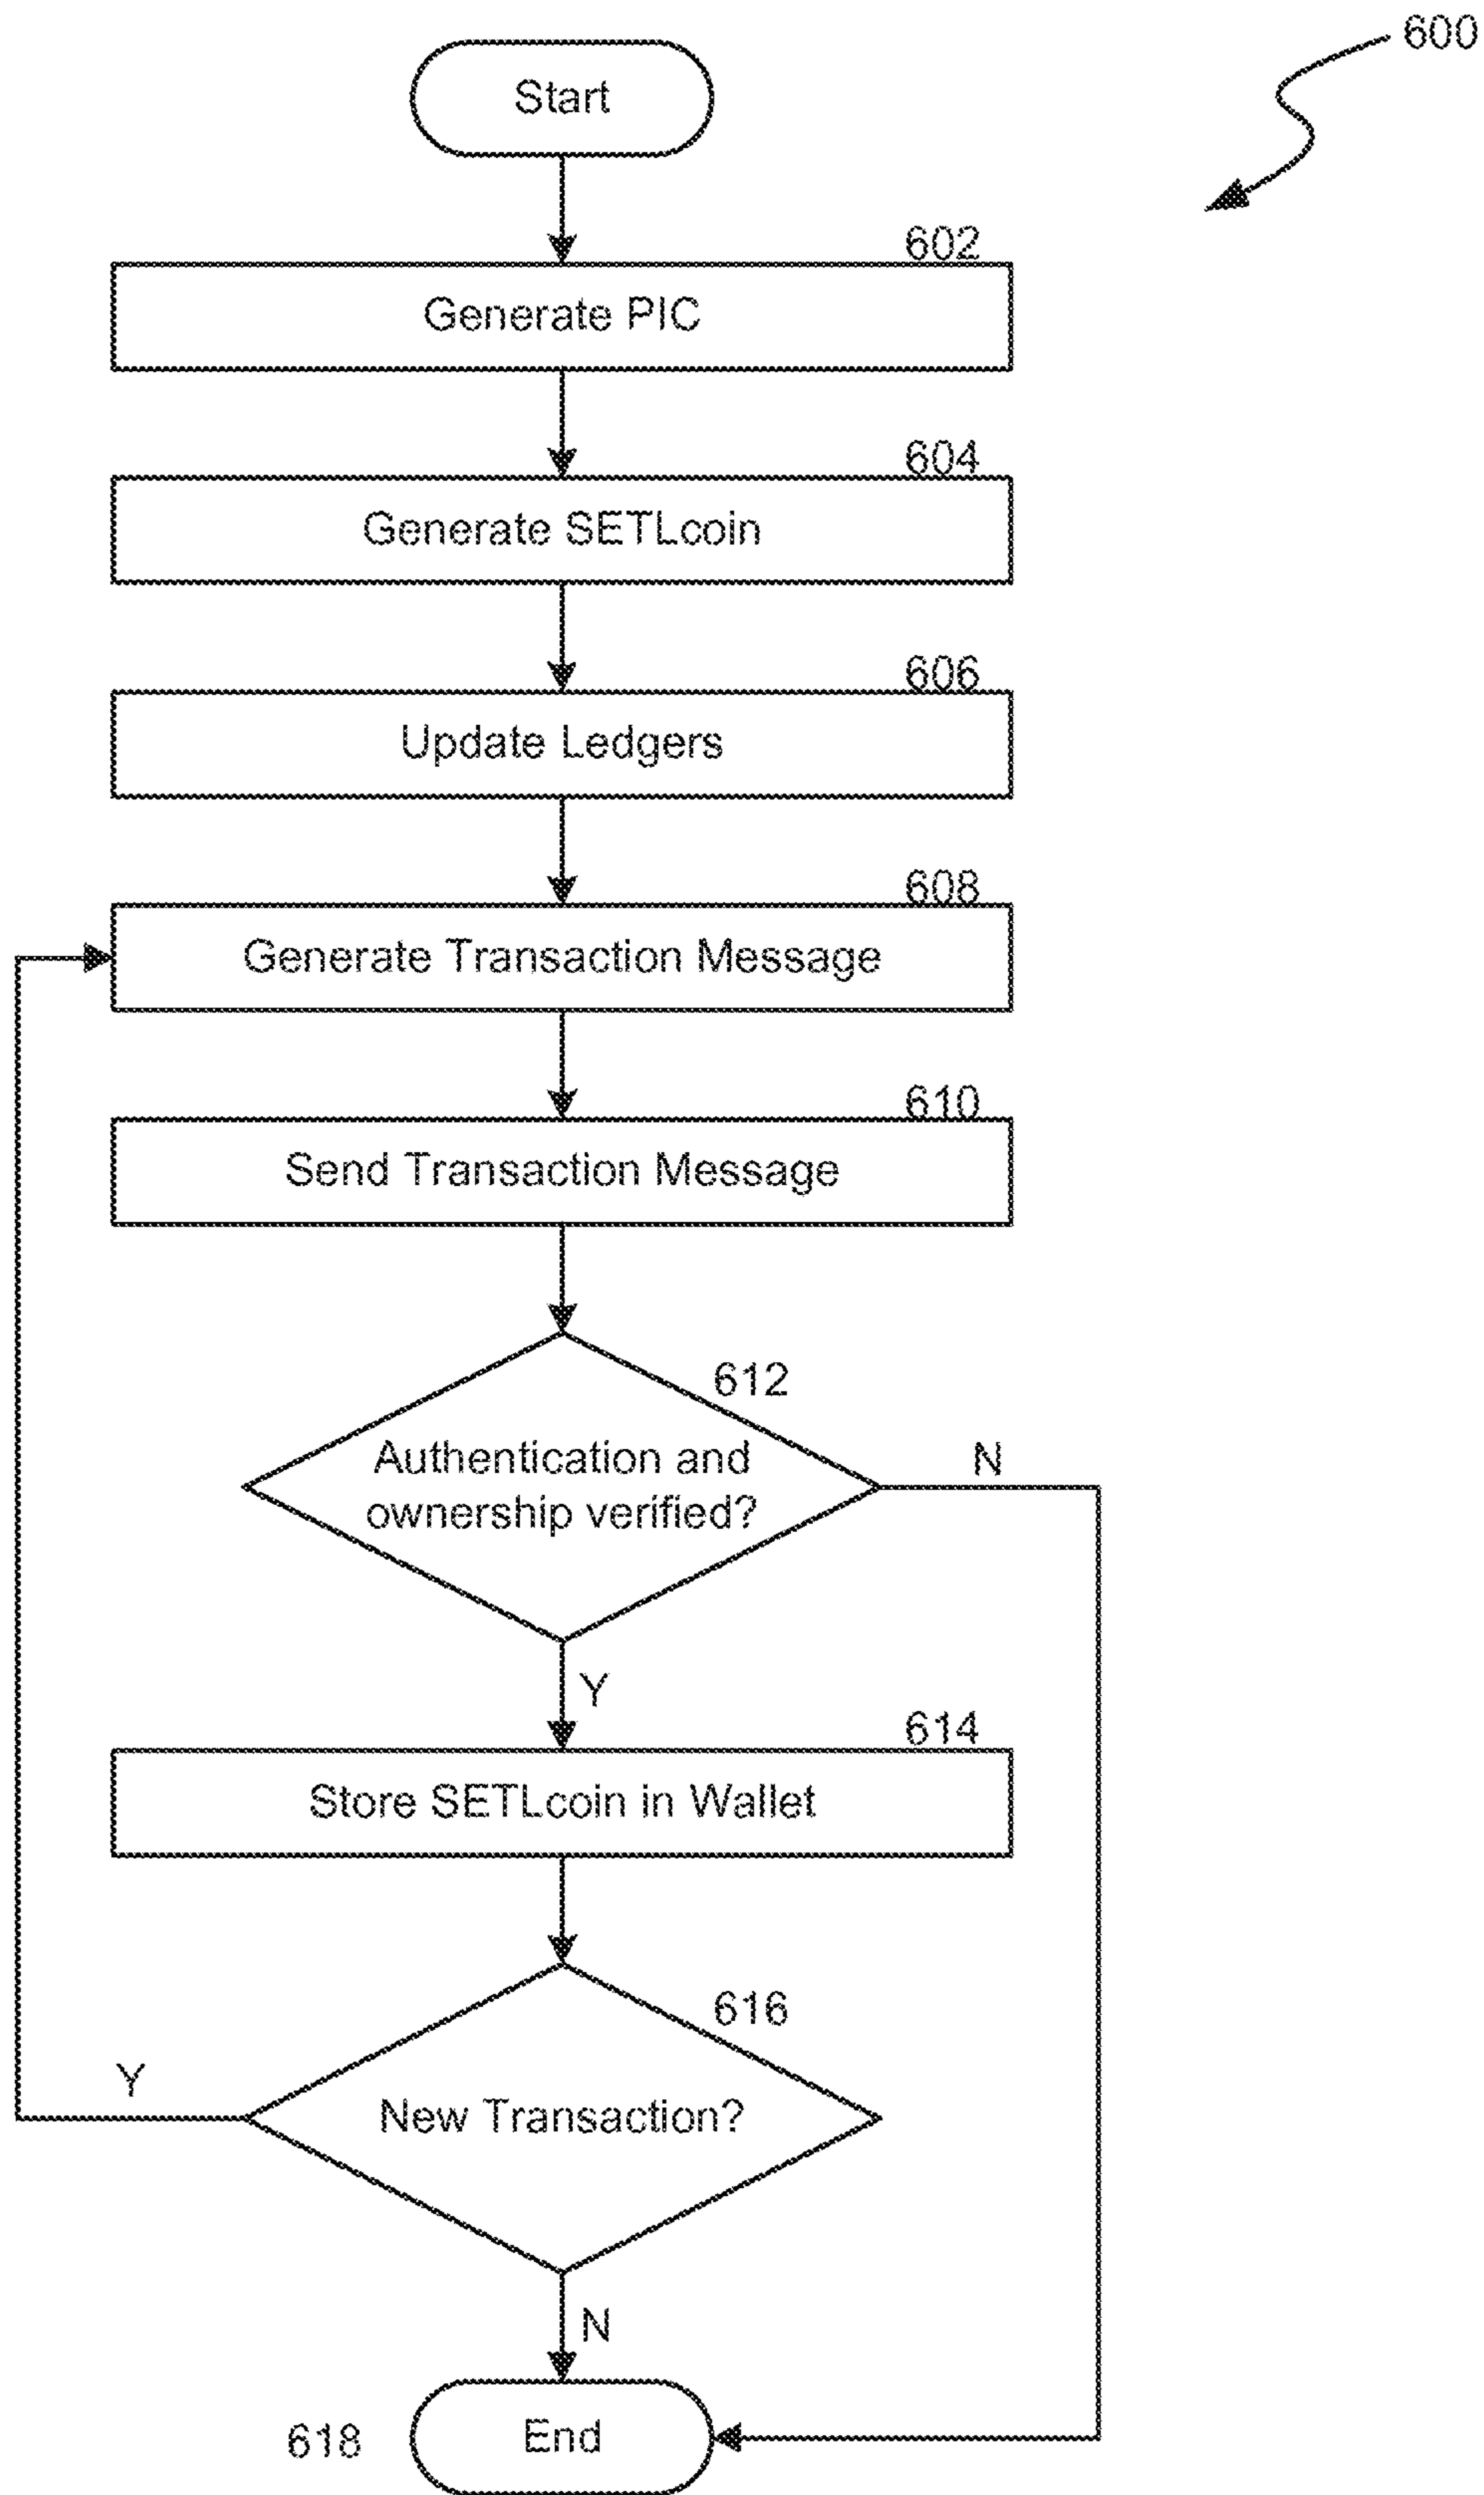 600
Start
602
Generate PIC
604
Generate SETLcoin
606
Update Ledgers
608
Generate Transaction Message
610
Send Transaction Message
612
Authentication and
ownership verified?
N
Y
614
Store SETLcoin in Wallet
616
New Transaction?
Y
N
618
End